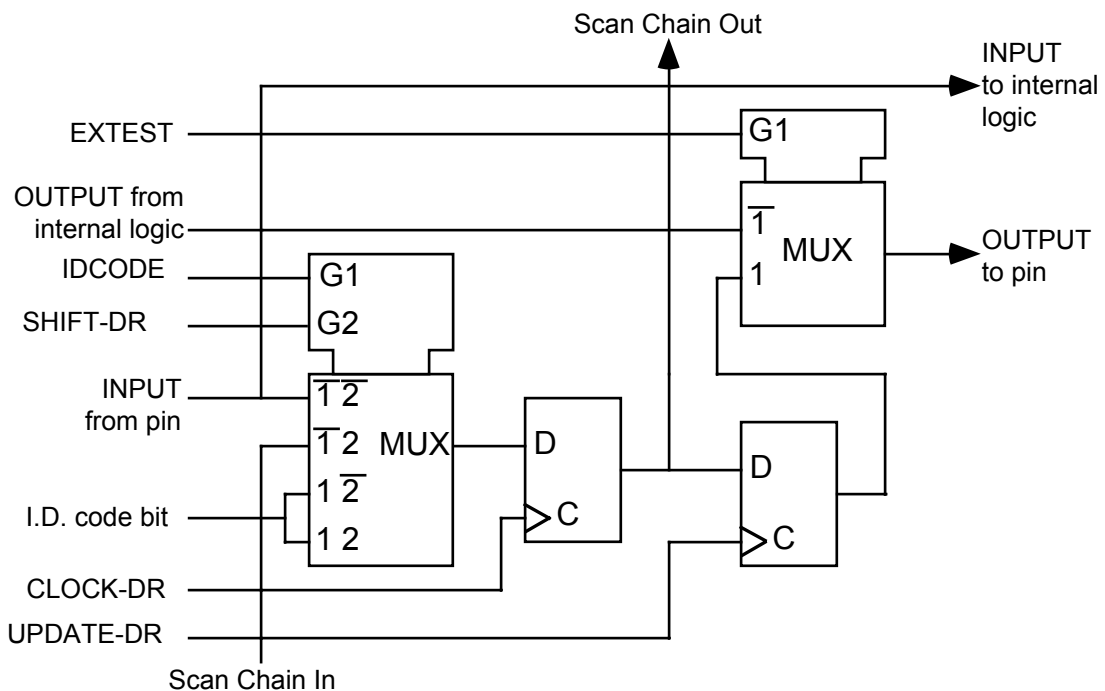 Scan Chain Out
INPUT
to internal
logic
EXTEST
G1
OUTPUT from
internal logic
1̅
MUX
1
OUTPUT
to pin
IDCODE
G1
SHIFT-DR
G2
INPUT
from pin
1̅ 2̅
1̅ 2
MUX
1 2̅
1 2
I.D. code bit
D
C
D
C
CLOCK-DR
UPDATE-DR
Scan Chain In